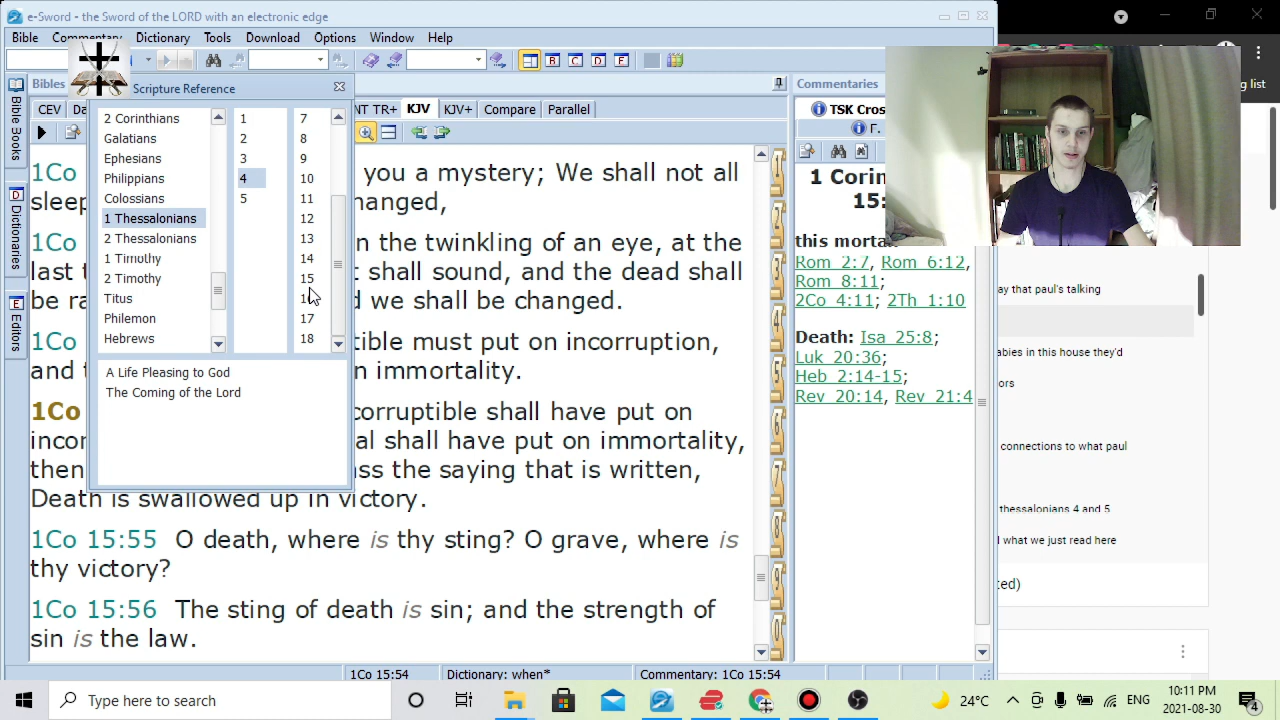 e-Sword - the Sword of the LORD with an electronic edge
Bible Commentary Dictionary Tools Download Options Window Help
Bibles
Commentaries
Scripture Reference
CEV
NT TR+ KJV KJV+ Compare Parallel
TSK
2 Corinthians 1 7
Galatians 2 8
Ephesians 3 9
Philippians 4 10
Colossians 5 11
1 Thessalonians 12
2 Thessalonians 13
1 Timothy 14
2 Timothy 15
Titus
Philemon 17
Hebrews 18
A Life Pleasing to God
The Coming of the Lord
Bible Books
Dictionaries
Editors
1Co you a mystery; We shall not all
sleep
1Co n the twinkling of an eye, at the
last t shall sound, and the dead shall
be d we shall be changed.
1Co tible must put on incorruption,
and n immortality.
1Co corruptible shall have put on
al shall have put on immortality,
then the saying that is written,
Death is swallowed up in victory.
1Co 15:55 O death, where is thy sting? O grave, where is
thy victory?
1Co 15:56 The sting of death is sin; and the strength of
sin is the law.
15:
Rom 2:7, Rom 6:12,
Rom 8:11;
2Co 4:11; 2Th 1:10
Death: Isa 25:8;
Luk 20:36;
Heb 2:14-15;
Rev 20:14, Rev 21:4
ng list
ay that paul's talking
abies in this house they'd
ors
connections to what paul
thessalonians 4 and 5
d what we just read here
ted)
1Co 15:54 Dictionary: when* Commentary: 1Co 15:54
Type here to search
24°C
ENG
10:11 PM
2021-08-30
4